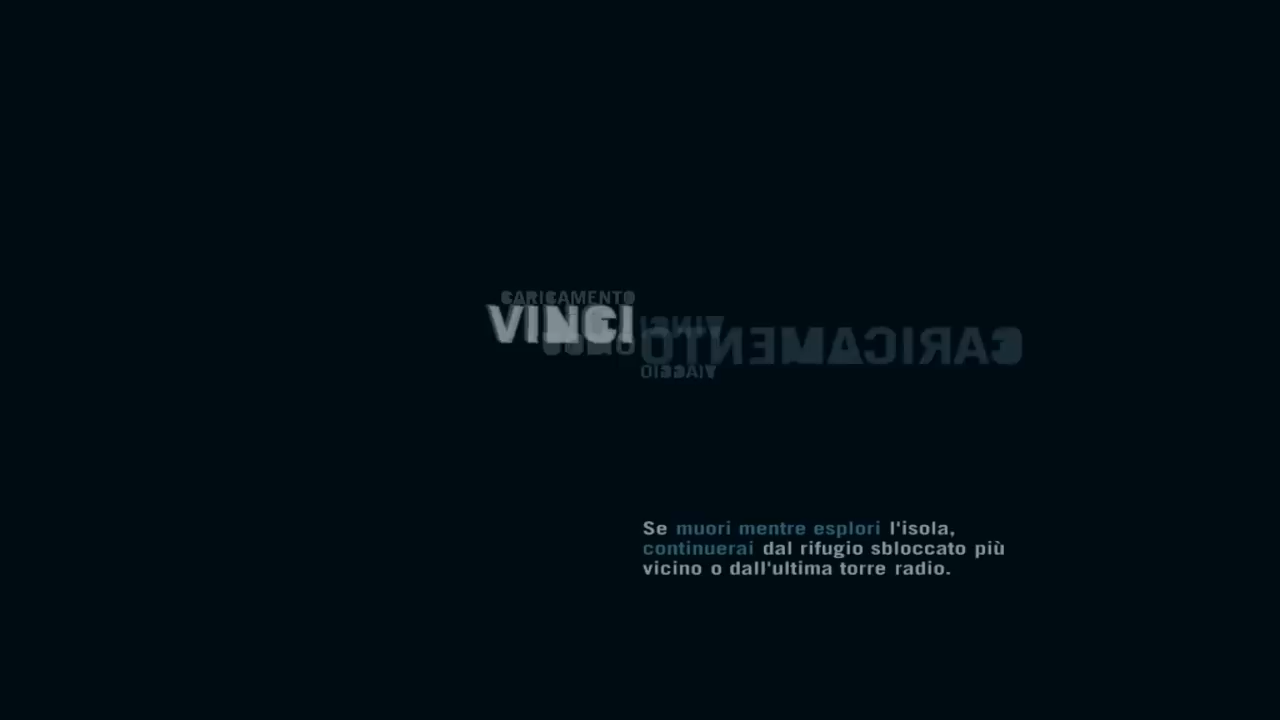 CARICAMENTO
VINCI
VINCI
CARICAMENTO
VIAGGIO
Se muori mentre esplori l'isola,
continuerai dal rifugio sbloccato più
vicino o dall'ultima torre radio.